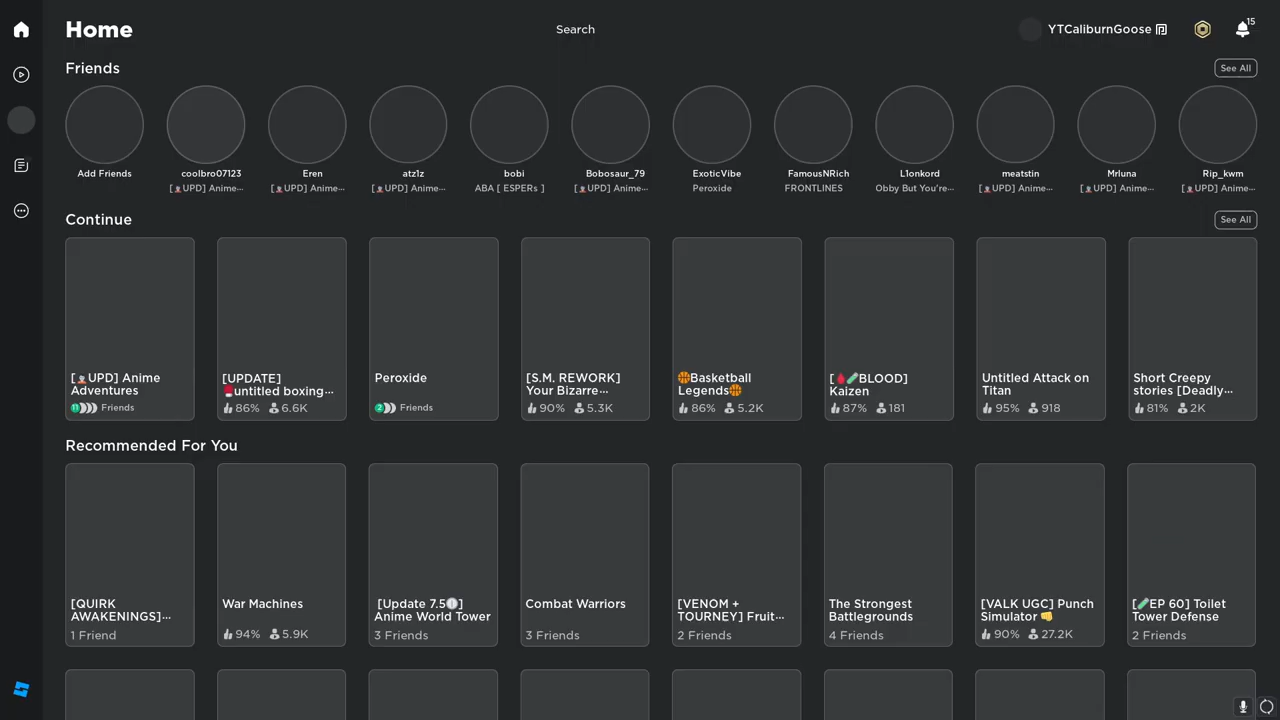 Home
Search
YTCaliburnGoose
15
Friends
See All
Add Friends
coolbro07123
[UPD] Anime...
Eren
[UPD] Anime...
atz1z
[UPD] Anime...
bobi
ABA [ ESPERs ]
Bobosaur_79
[UPD] Anime...
ExoticVibe
Peroxide
FamousNRich
FRONTLINES
L1onkord
Obby But You're...
meatstin
[UPD] Anime...
Mrluna
[UPD] Anime...
Rip_kwm
[UPD] Anime...
Continue
See All
[UPD] Anime
Adventures
11 Friends
[UPDATE]
🥊untitled boxing...
86% 6.6K
Peroxide
2 Friends
[S.M. REWORK]
Your Bizarre...
90% 5.3K
🏀Basketball
Legends🏀
86% 5.2K
[🩸🧪BLOOD]
Kaizen
87% 181
Untitled Attack on
Titan
95% 918
Short Creepy
stories [Deadly...
81% 2K
Recommended For You
[QUIRK
AWAKENINGS]...
1 Friend
War Machines
94% 5.9K
[Update 7.5]
Anime World Tower
3 Friends
Combat Warriors
3 Friends
[VENOM +
TOURNEY] Fruit...
2 Friends
The Strongest
Battlegrounds
4 Friends
[VALK UGC] Punch
Simulator 👊
90% 27.2K
[🧪EP 60] Toilet
Tower Defense
2 Friends